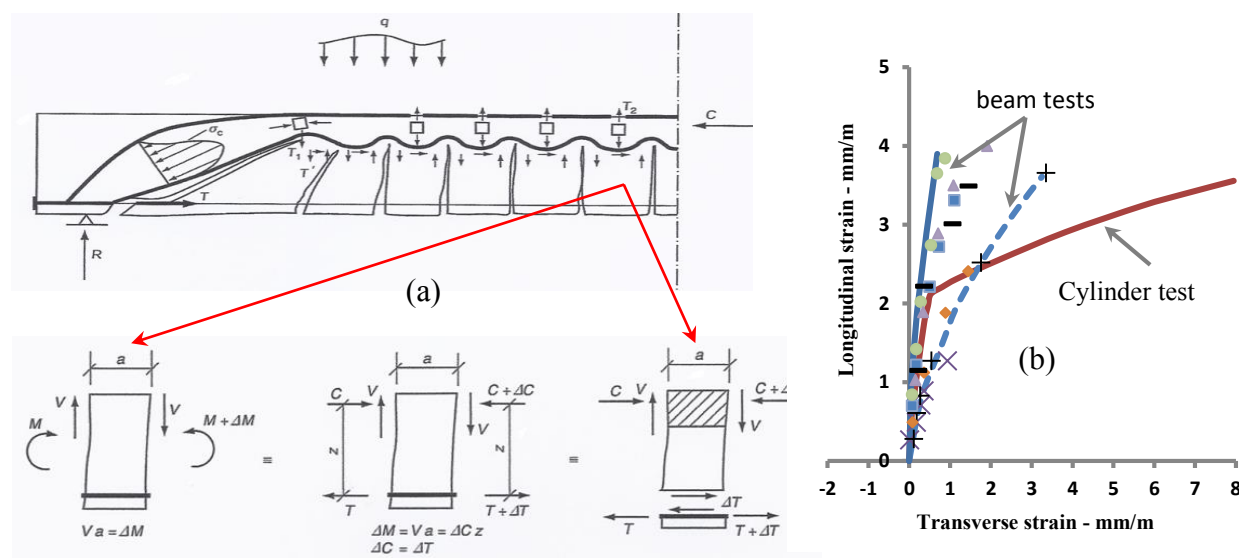 q
σc
T1
T'
T2
C
T
R
(a)
a
V
V
M
M + ΔM
V a = ΔM
≡
a
C
V
C + ΔC
V
z
z
T
T + ΔT
ΔM = V a = ΔC z
ΔC = ΔT
≡
a
C
V
C + Δ
V
ΔT
T
T + ΔT
5
4
3
2
1
0
-2 -1 0 1 2 3 4 5 6 7 8
Longitudinal strain - mm/m
Transverse strain - mm/m
beam tests
Cylinder test
(b)